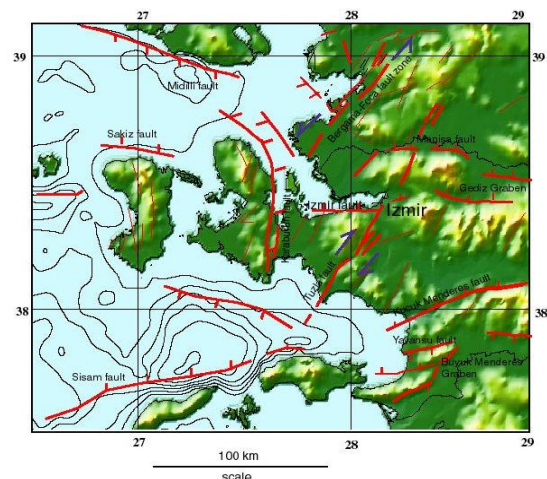 27
28
29
39
39
Midilli fault
Bergama-Foca fault zone
Sakiz fault
Manisa fault
Gediz Graben
Izmir fault
Izmir
Karaburun fault
Tuzla fault
38
38
Kucuk Menderes fault
Yavansu fault
Sisam fault
Buyuk Menderes
Graben
27
28
29
100 km
scale